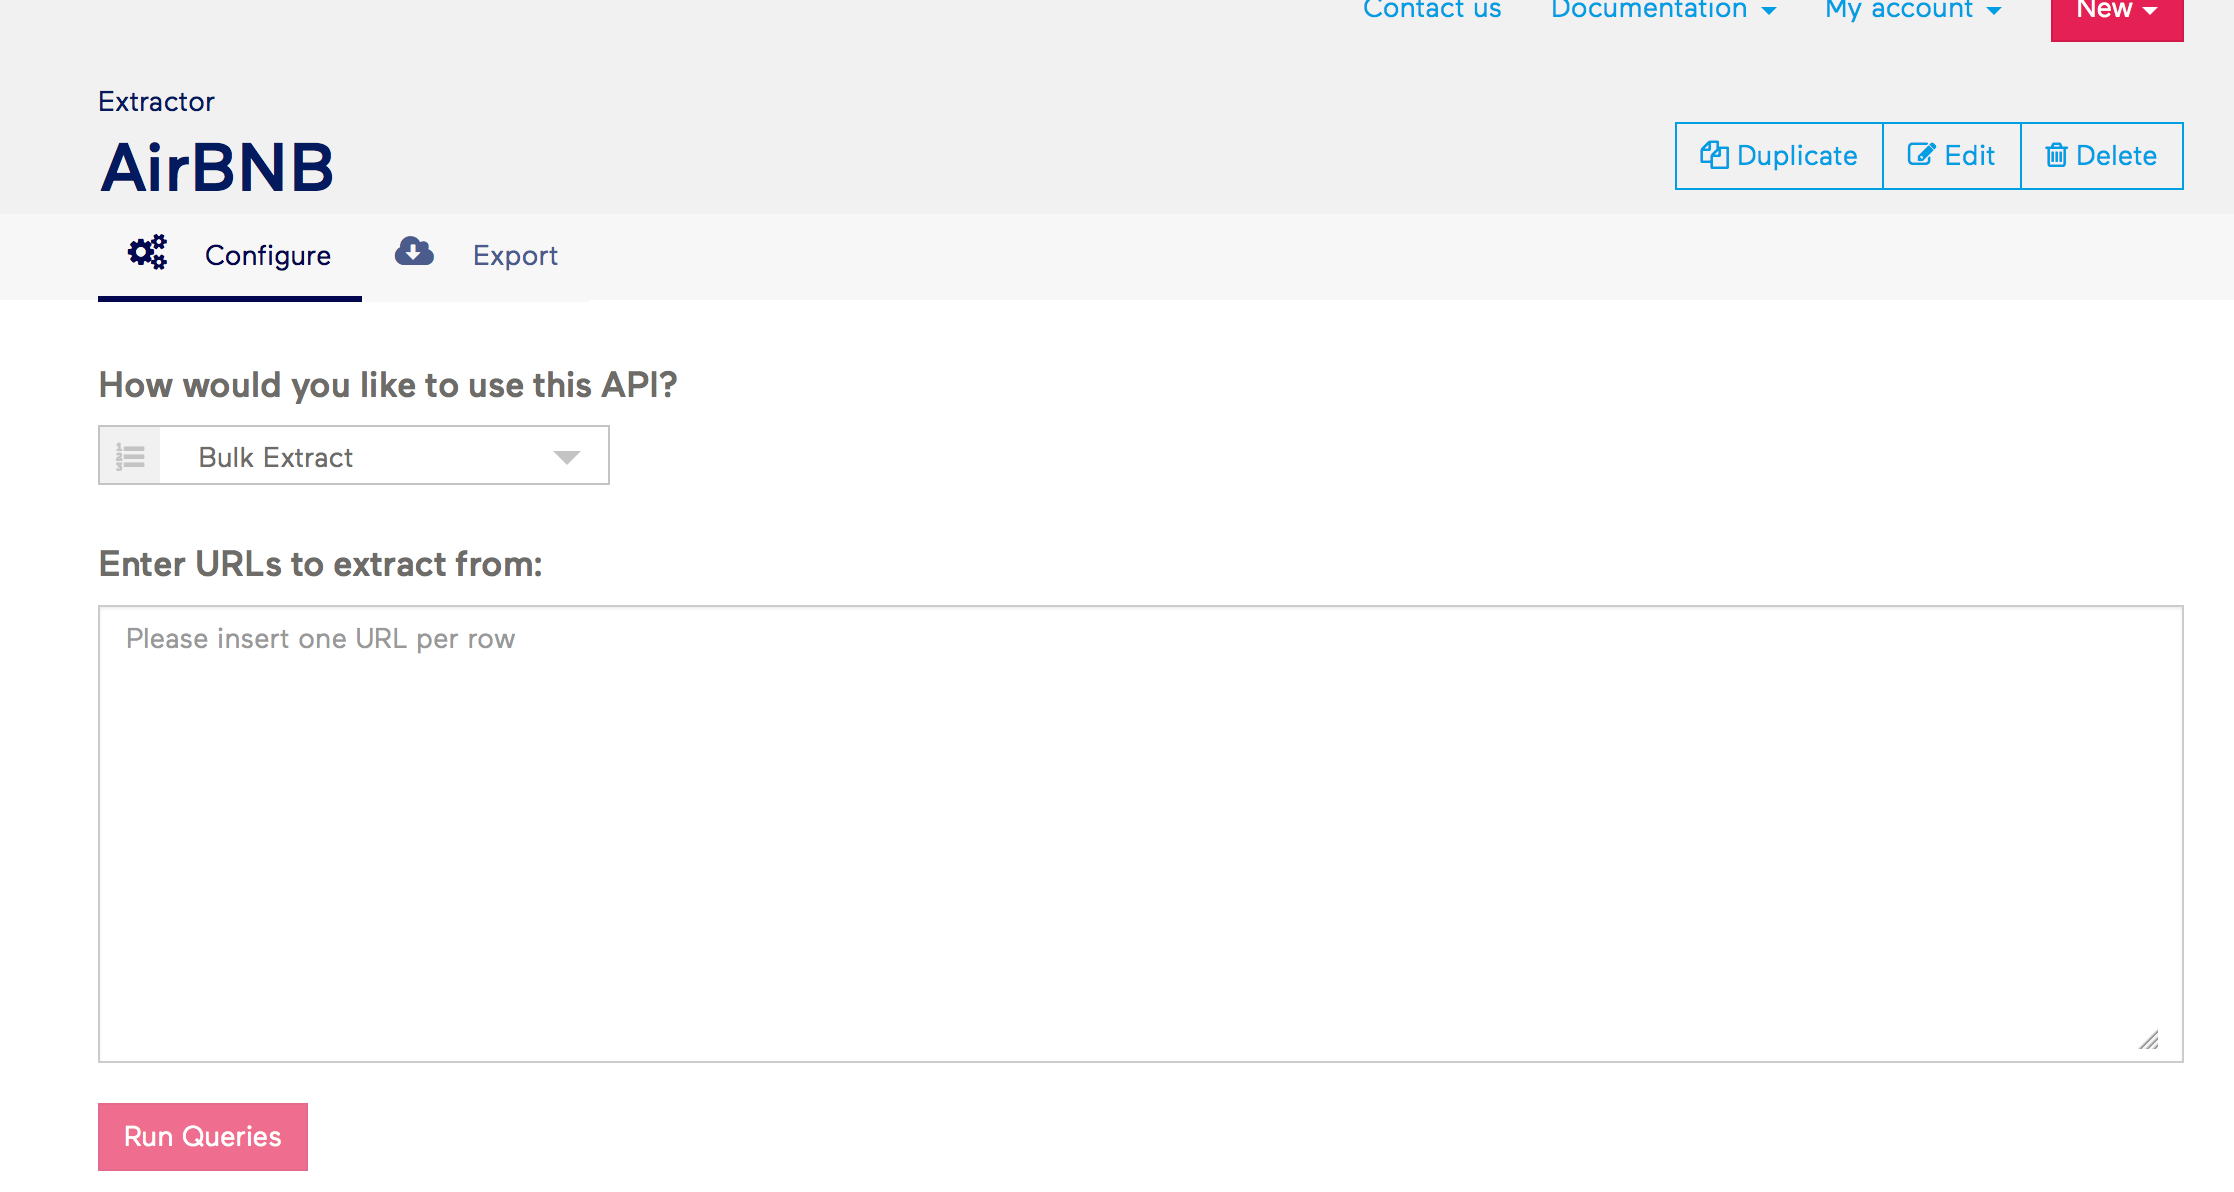 Contact us Documentation My account New
Extractor
AirBNB
Duplicate Edit Delete
Configure Export
How would you like to use this API?
Bulk Extract
Enter URLs to extract from:
Please insert one URL per row
Run Queries